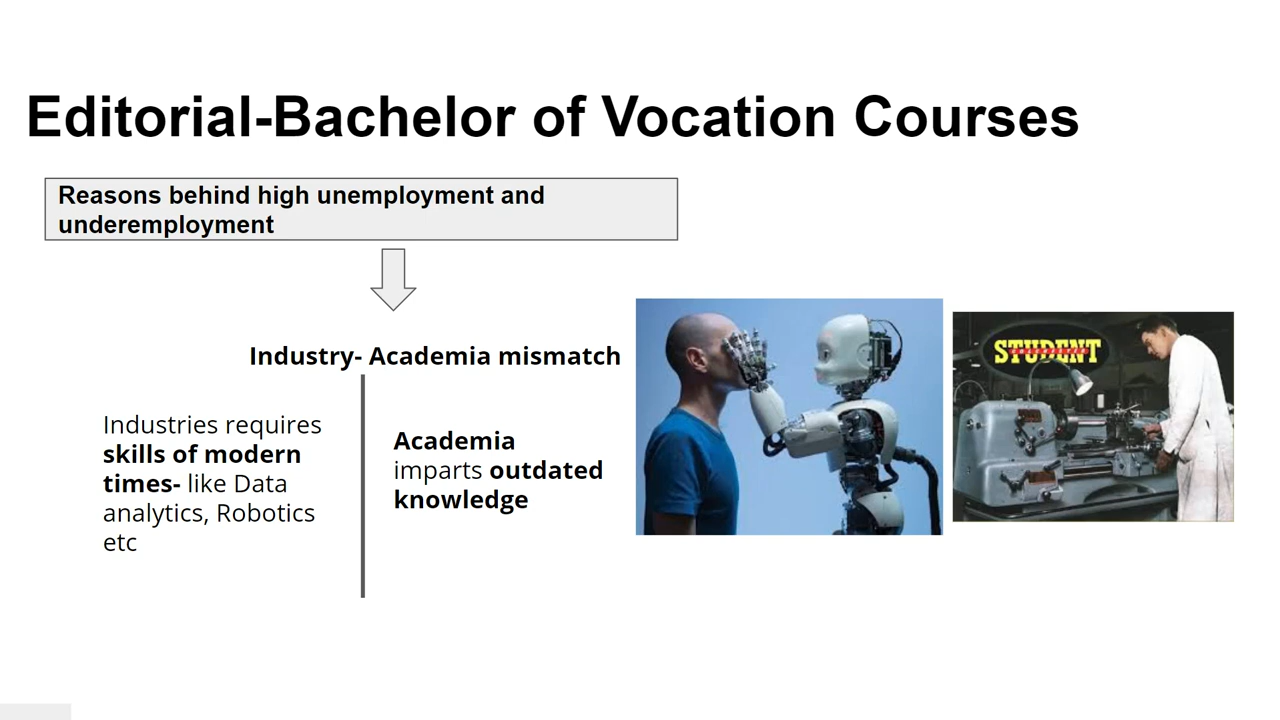 Editorial-Bachelor of Vocation Courses
Reasons behind high unemployment and
underemployment
Industry- Academia mismatch
Industries requires
skills of modern
times- like Data
analytics, Robotics
etc
Academia
imparts outdated
knowledge
STUDENT